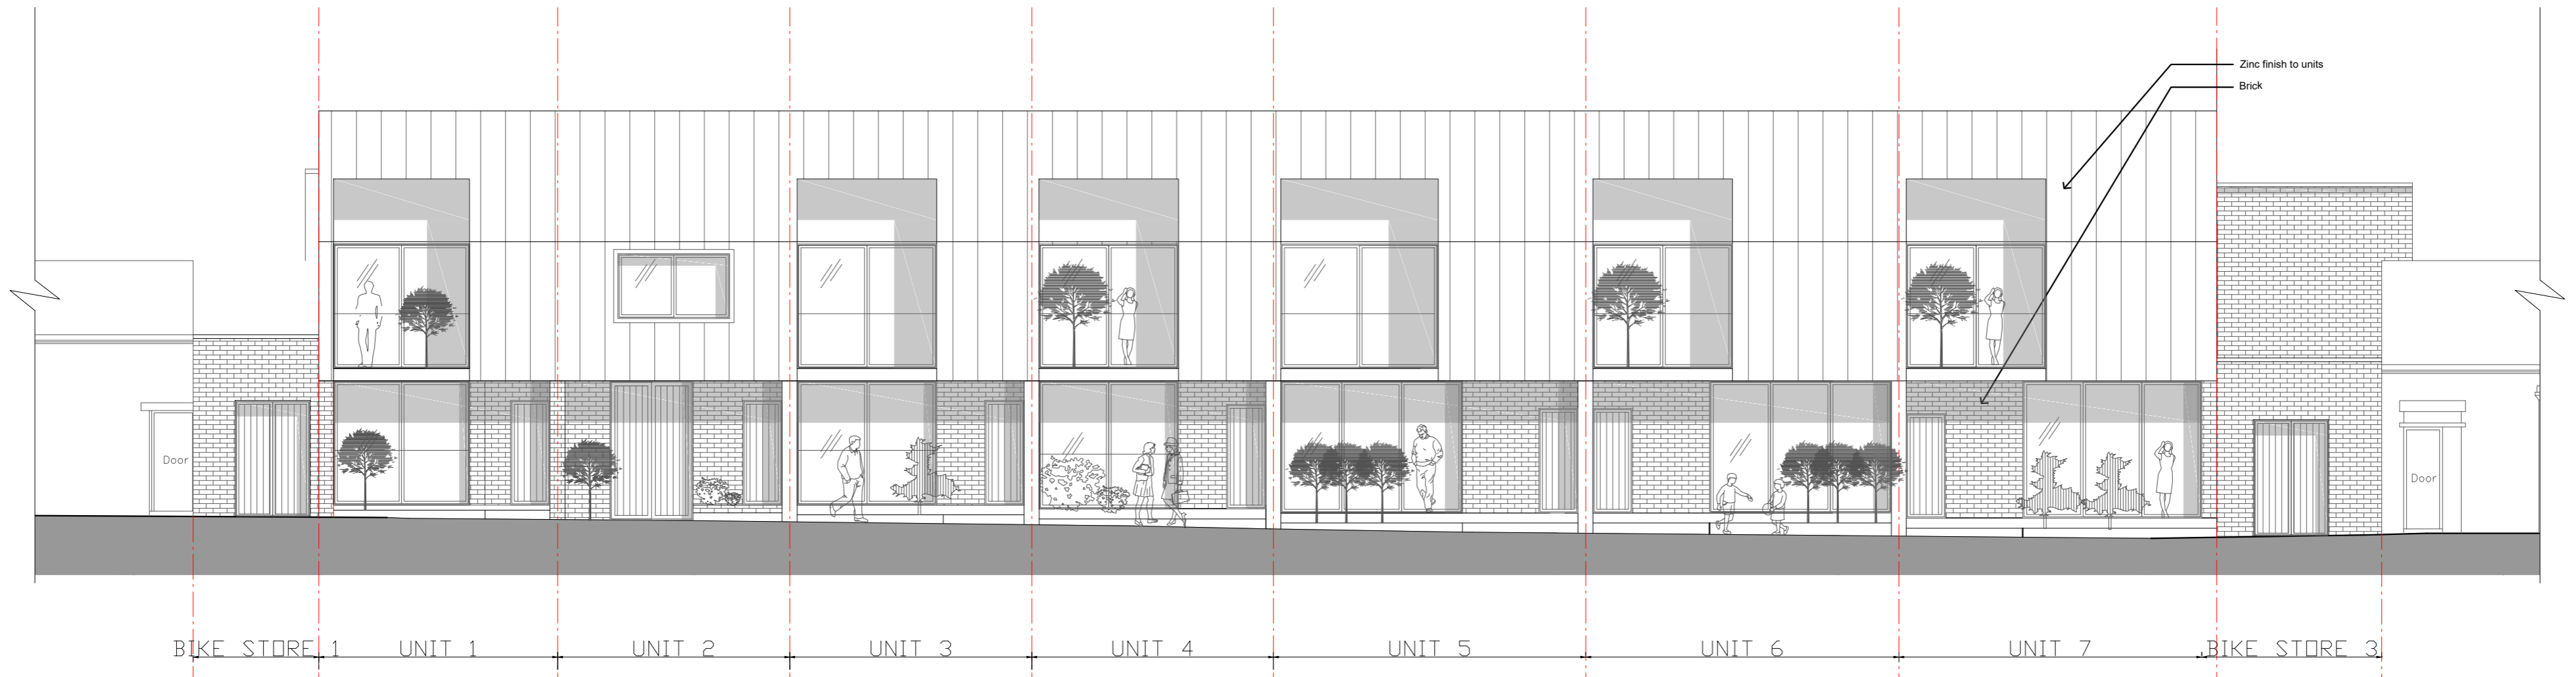 Zinc finish to units
Brick
Door
Door
BIKE STORE 1 UNIT 1 UNIT 2 UNIT 3 UNIT 4 UNIT 5 UNIT 6 UNIT 7 BIKE STORE 3